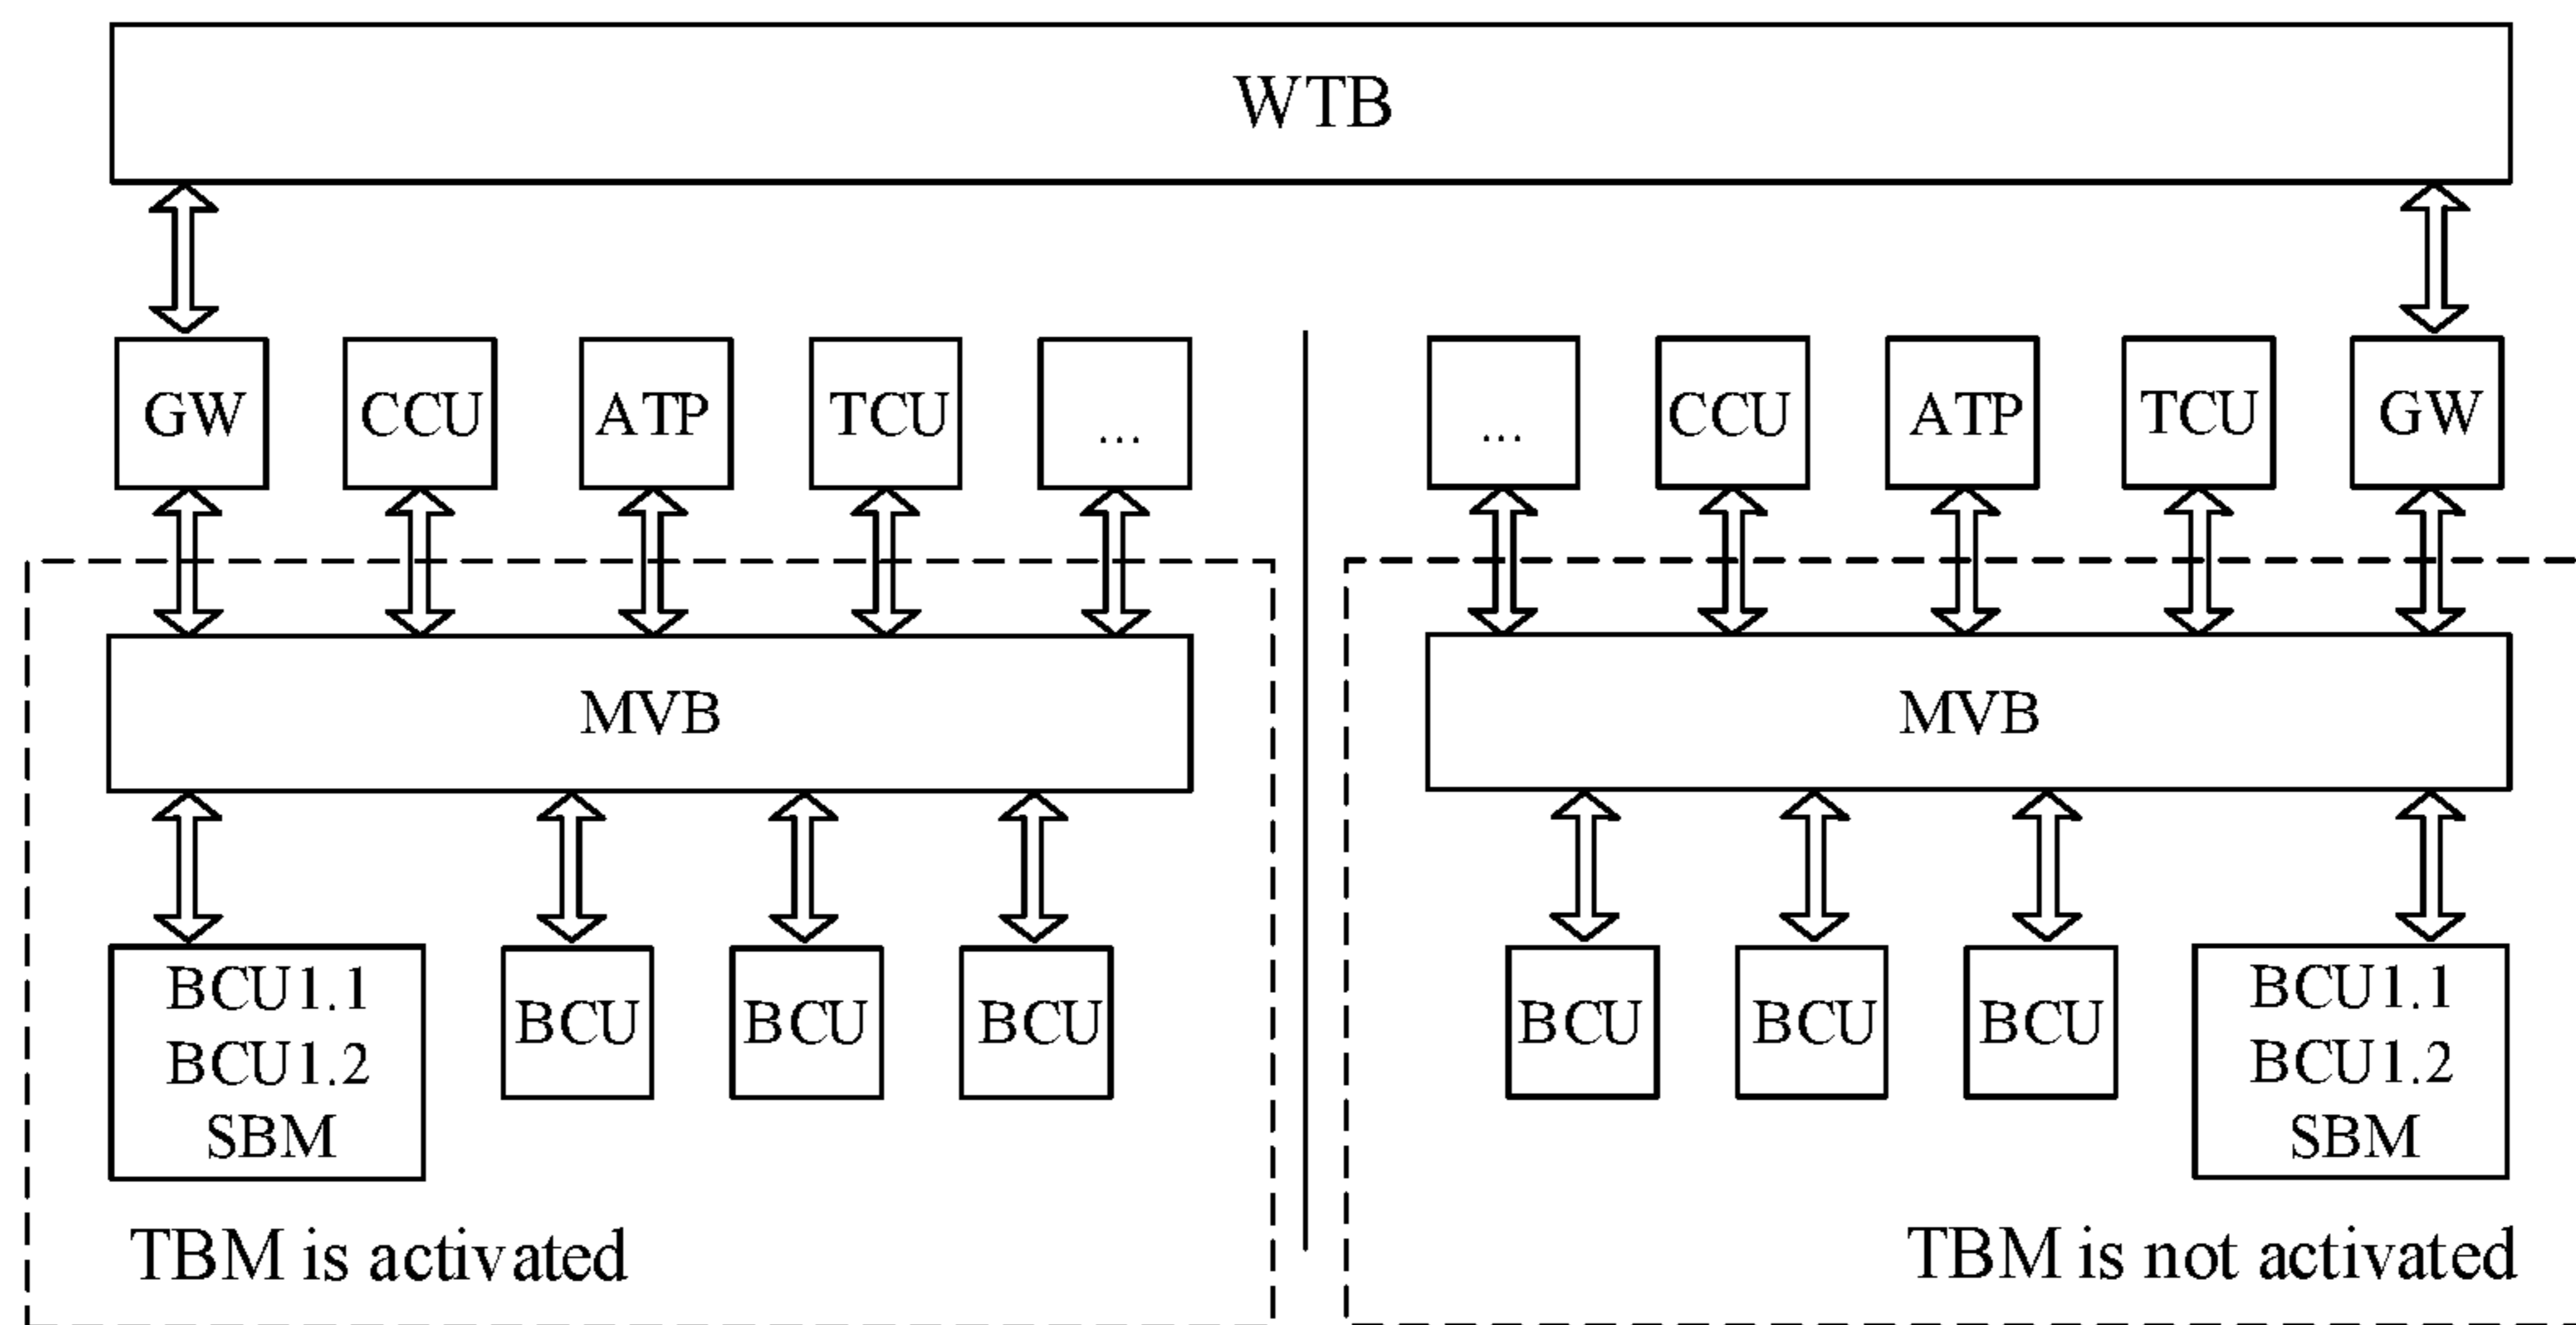 WTB
GW CCU ATP TCU ...
... CCU ATP TCU GW
MVB
MVB
BCU1.1
BCU1.2
SBM
BCU BCU BCU
BCU BCU BCU
BCU1.1
BCU1.2
SBM
TBM is activated
TBM is not activated